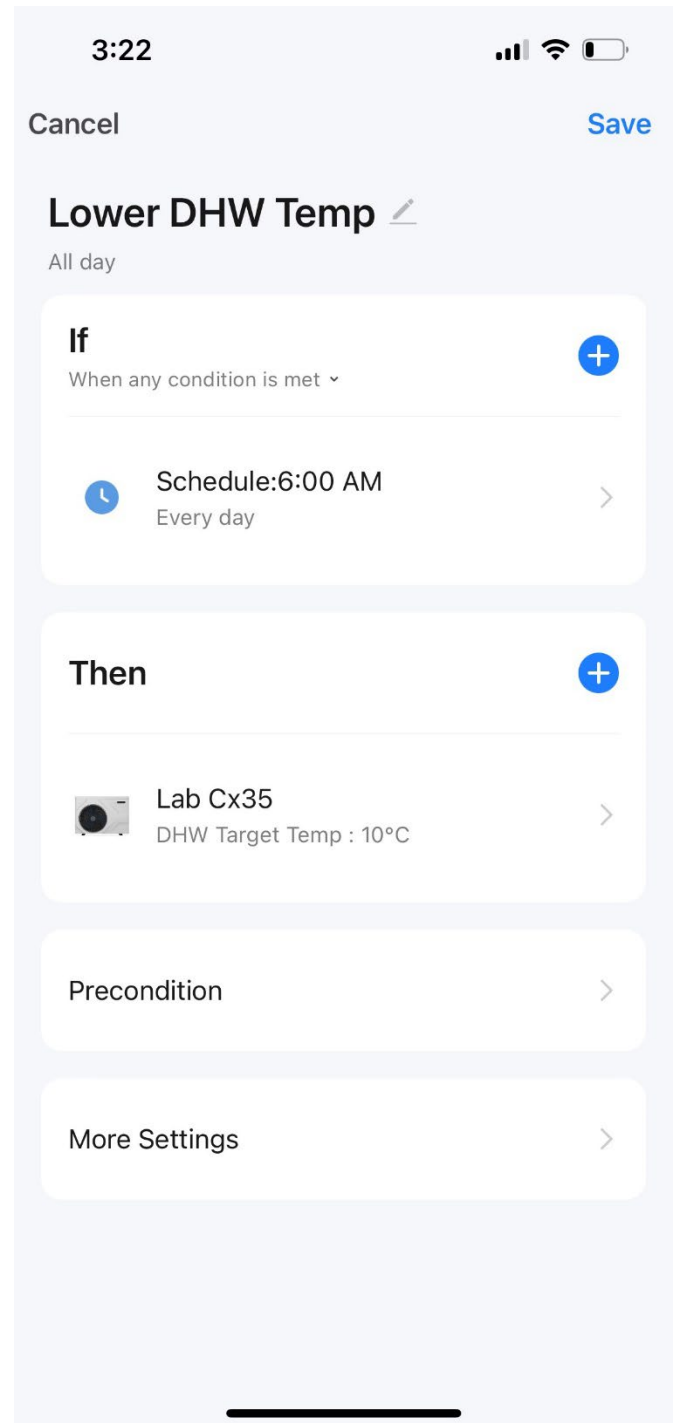 3:22
Cancel
Save
Lower DHW Temp
All day
If
When any condition is met
Schedule:6:00 AM
Every day
Then
Lab Cx35
DHW Target Temp : 10°C
Precondition
More Settings